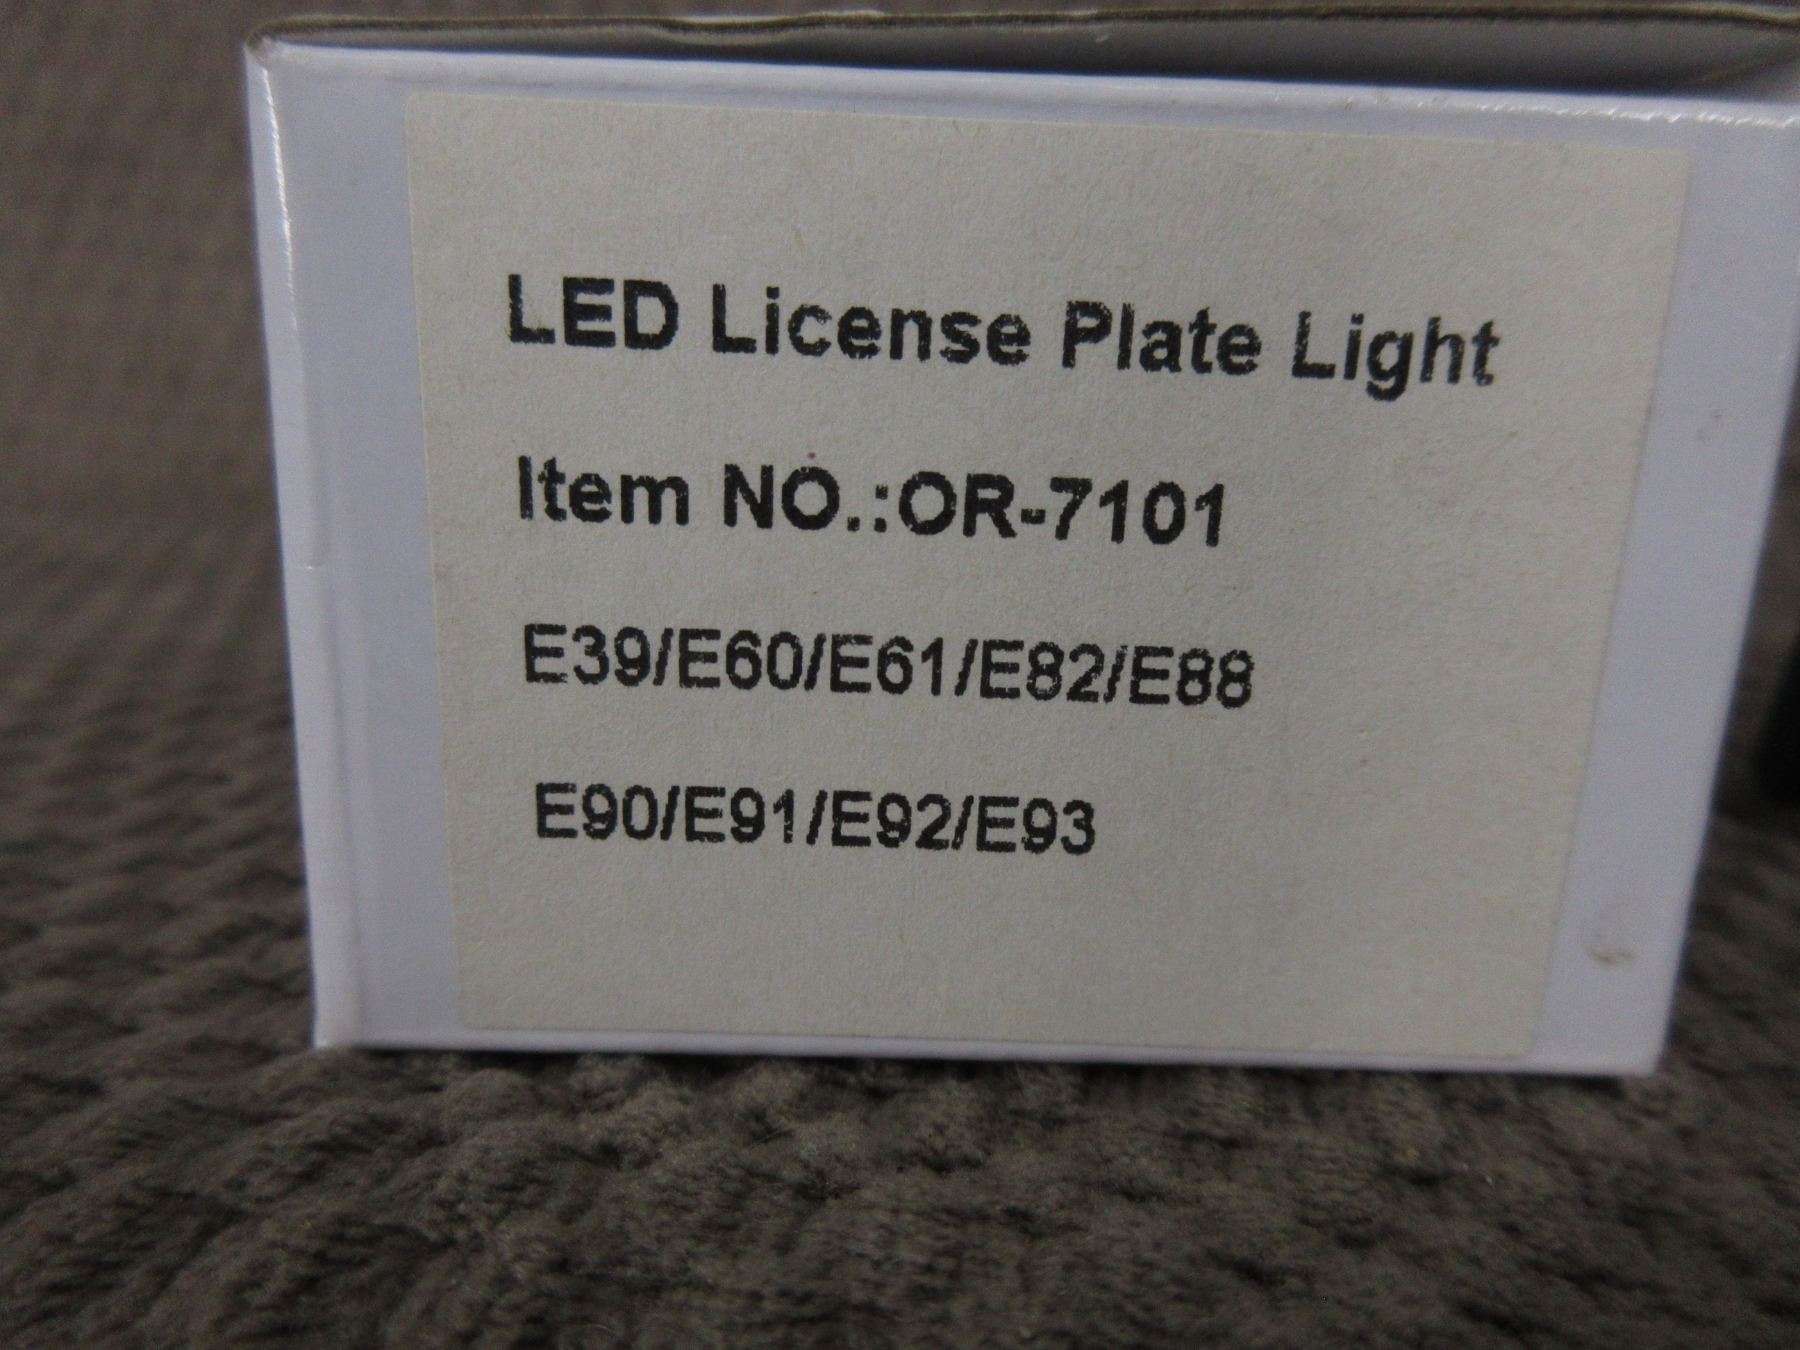 LED License Plate Light
Item NO.:OR-7101
E39/E60/E61/E82/E88
E90/E91/E92/E93